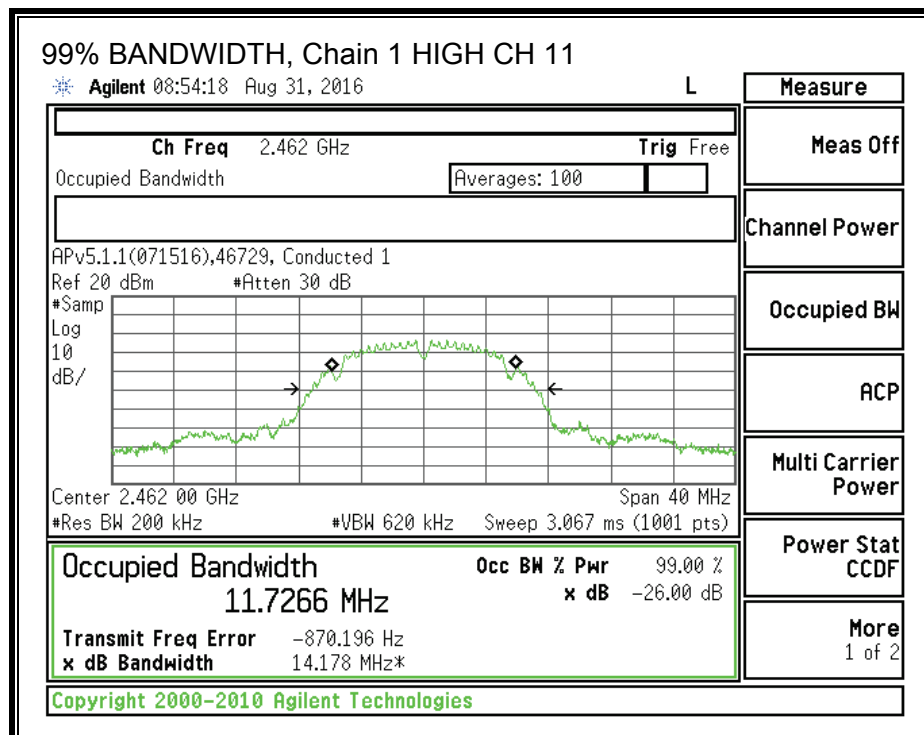 99% BANDWIDTH, Chain 1 HIGH CH 11
Agilent 08:54:18 Aug 31, 2016 L
Measure
Ch Freq 2.462 GHz Trig Free
Occupied Bandwidth Averages: 100
APv5.1.1(071516),46729, Conducted 1
Ref 20 dBm #Atten 30 dB
#Samp
Log
10
dB/
Center 2.462 00 GHz Span 40 MHz
#Res BW 200 kHz #VBW 620 kHz Sweep 3.067 ms (1001 pts)
Occupied Bandwidth Occ BW % Pwr 99.00 %
11.7266 MHz x dB -26.00 dB
Transmit Freq Error -870.196 Hz
x dB Bandwidth 14.178 MHz*
Copyright 2000-2010 Agilent Technologies
Meas Off
Channel Power
Occupied BW
ACP
Multi Carrier
Power
Power Stat
CCDF
More
1 of 2